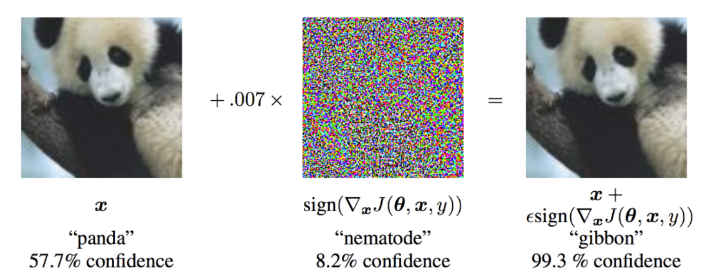 + .007 ×
=
x
sign(∇ₓJ(θ, x, y))
x +
ϵsign(∇ₓJ(θ, x, y))
“panda”
“nematode”
“gibbon”
57.7% confidence
8.2% confidence
99.3 % confidence